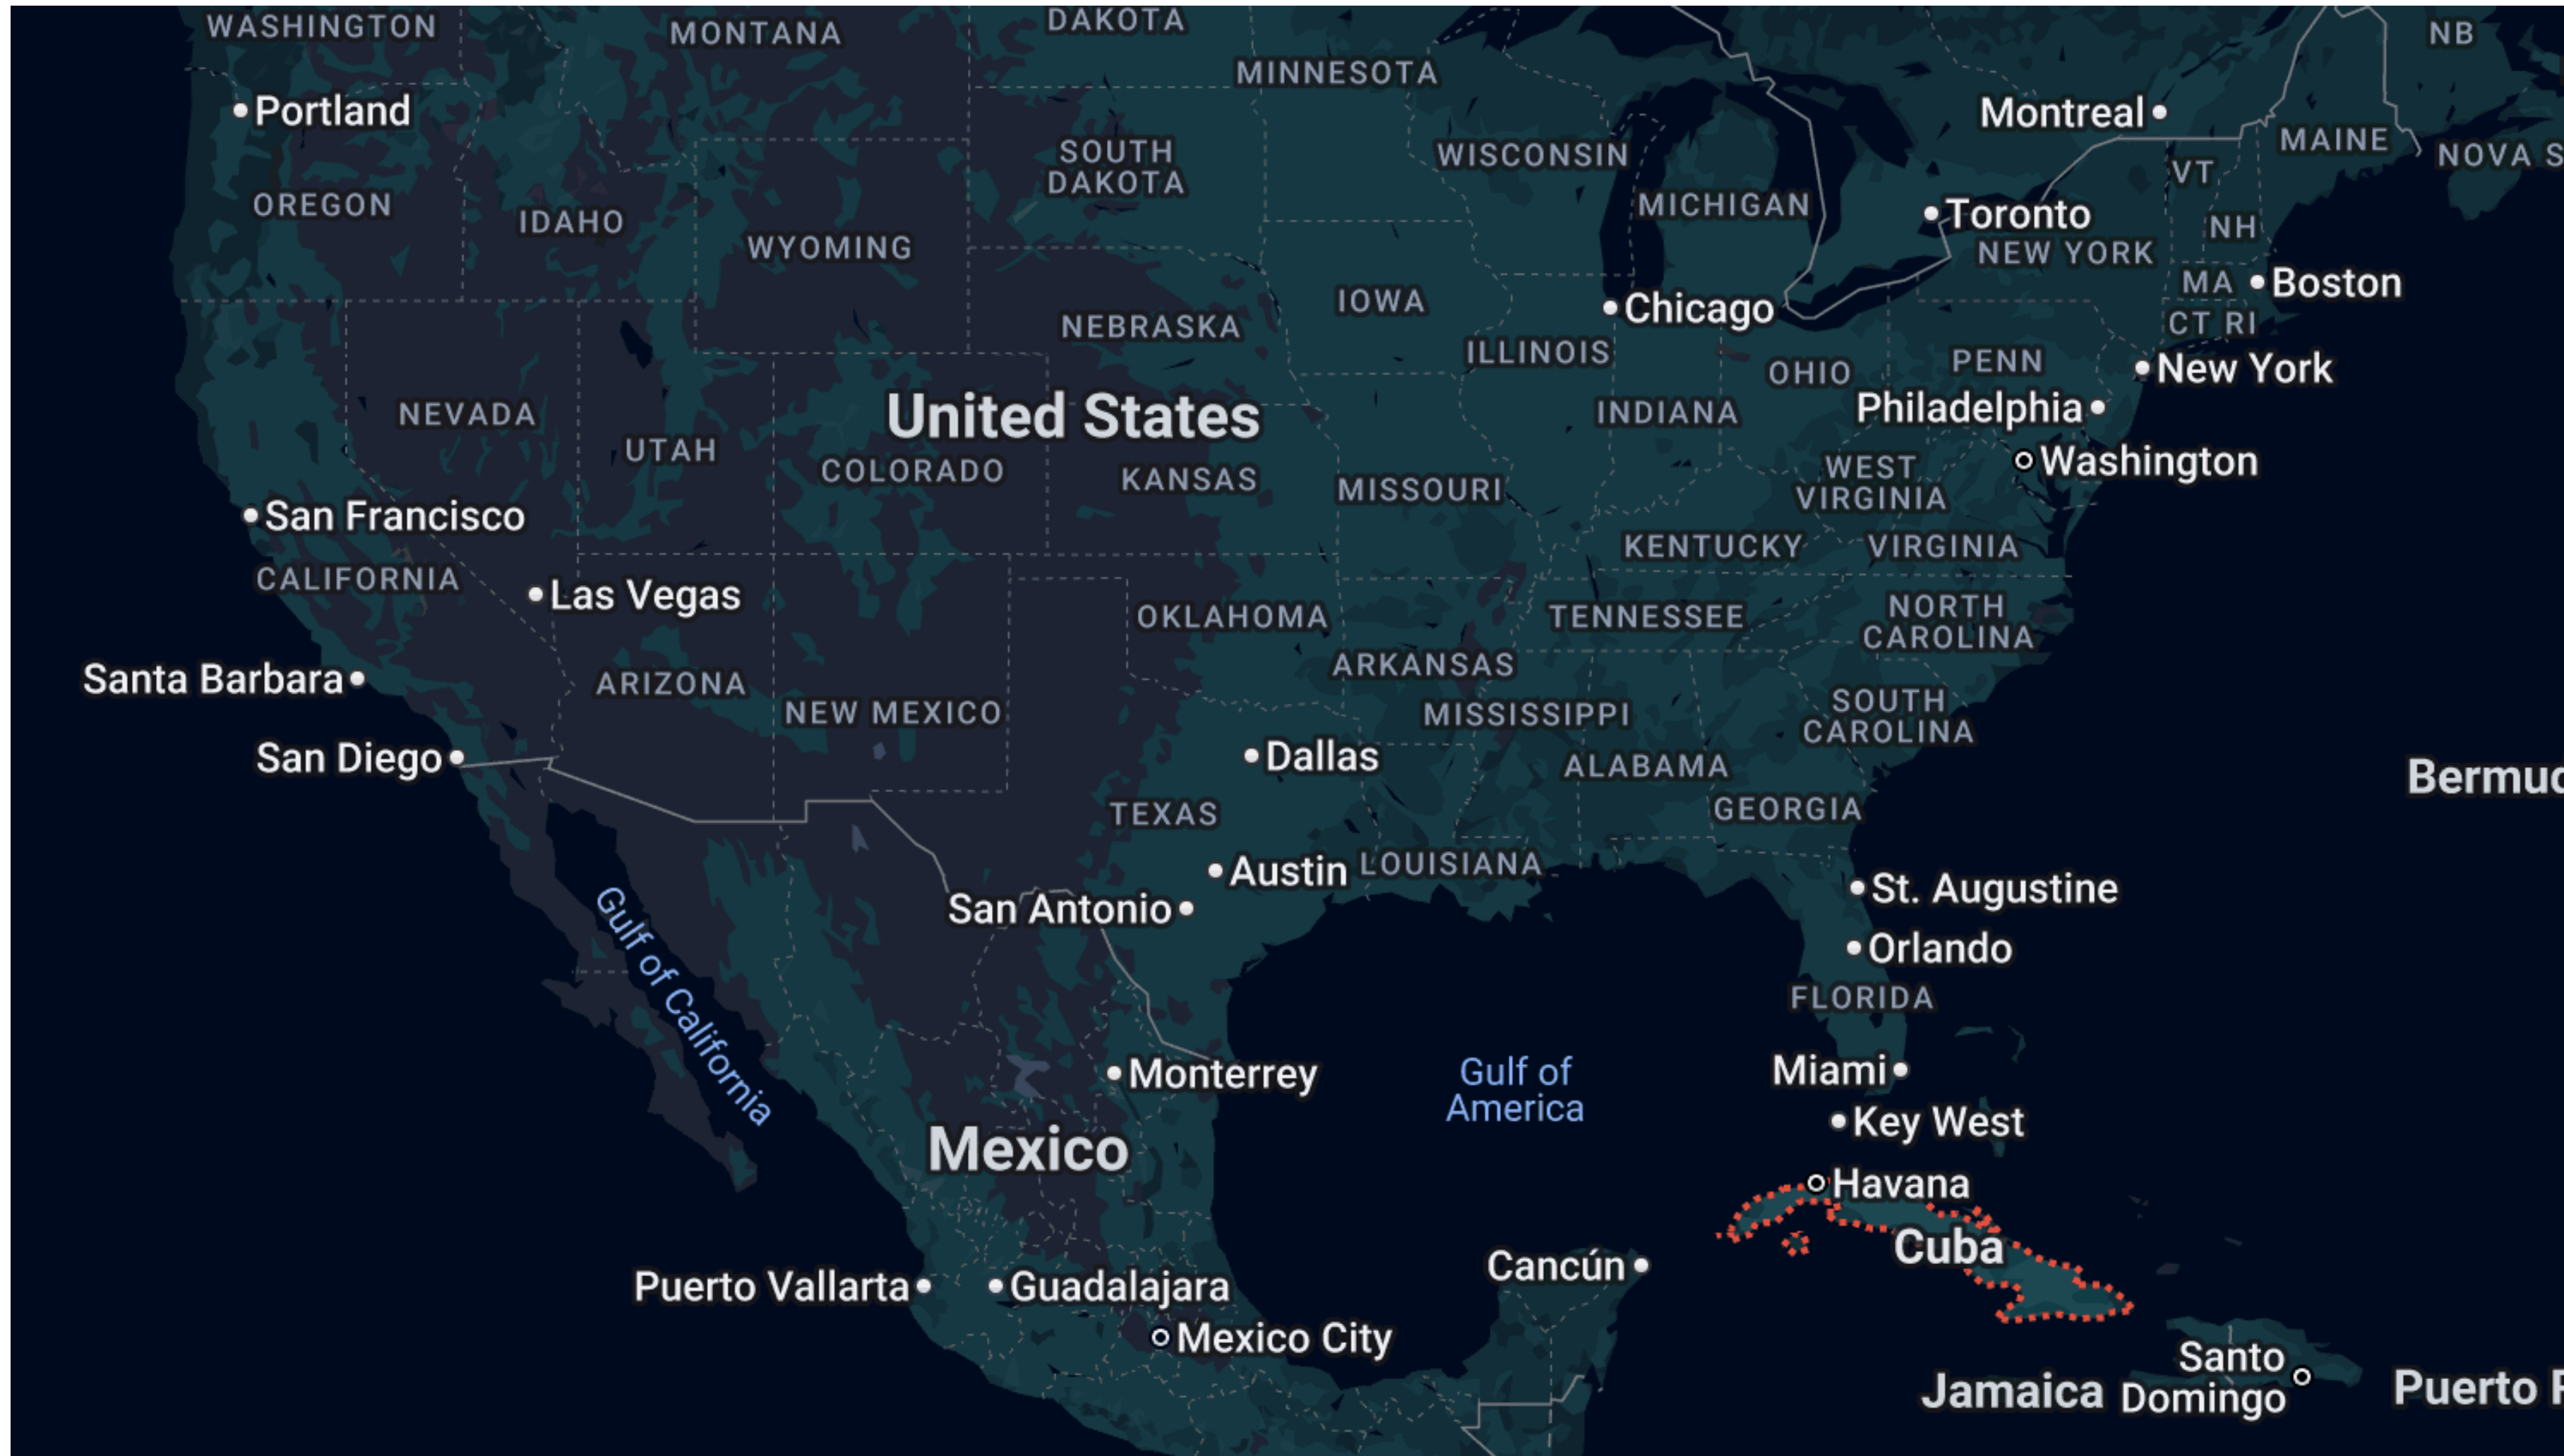 WASHINGTON
MONTANA
DAKOTA
MINNESOTA
NB
Portland
Montreal
SOUTH
DAKOTA
WISCONSIN
MAINE
NOVA S
VT
OREGON
IDAHO
WYOMING
MICHIGAN
Toronto
NEW YORK
NH
MA
Boston
IOWA
Chicago
NEBRASKA
CT RI
ILLINOIS
OHIO
PENN
New York
NEVADA
United States
INDIANA
Philadelphia
UTAH
COLORADO
KANSAS
MISSOURI
WEST
VIRGINIA
Washington
San Francisco
KENTUCKY
VIRGINIA
CALIFORNIA
Las Vegas
OKLAHOMA
TENNESSEE
NORTH
CAROLINA
Santa Barbara
ARIZONA
NEW MEXICO
ARKANSAS
MISSISSIPPI
SOUTH
CAROLINA
San Diego
Dallas
ALABAMA
Bermud
TEXAS
GEORGIA
Austin
LOUISIANA
St. Augustine
San Antonio
Orlando
Gulf of California
FLORIDA
Monterrey
Gulf of
America
Miami
Key West
Mexico
Havana
Cuba
Cancún
Puerto Vallarta
Guadalajara
Mexico City
Jamaica
Santo
Domingo
Puerto R